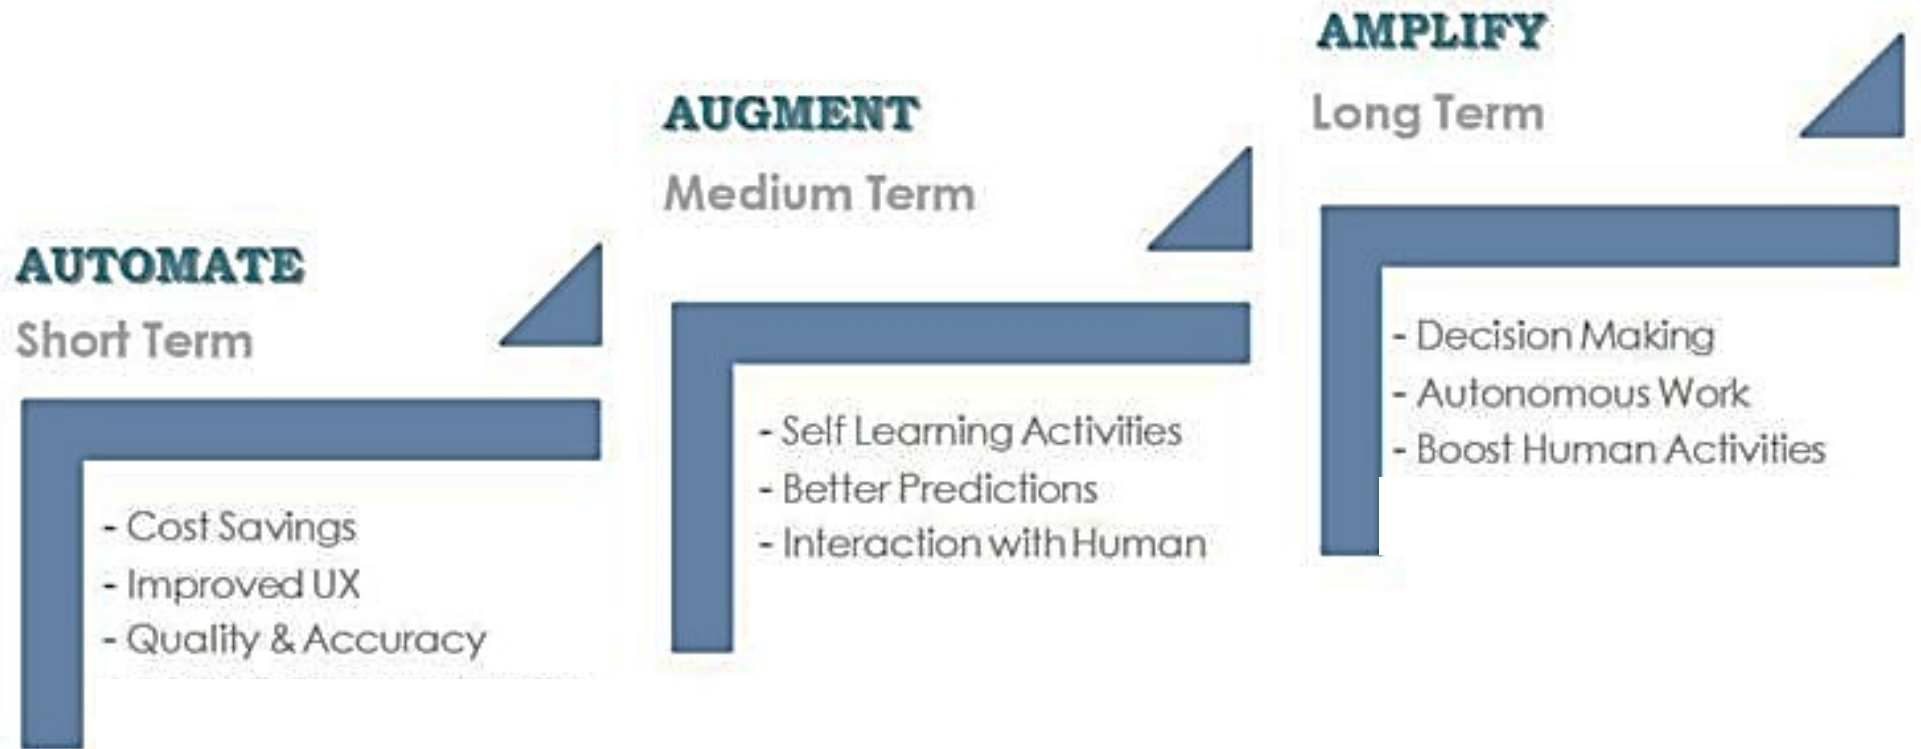 AUTOMATE
Short Term
- Cost Savings
- Improved UX
- Quality & Accuracy
AUGMENT
Medium Term
- Self Learning Activities
- Better Predictions
- Interaction with Human
AMPLIFY
Long Term
- Decision Making
- Autonomous Work
- Boost Human Activities